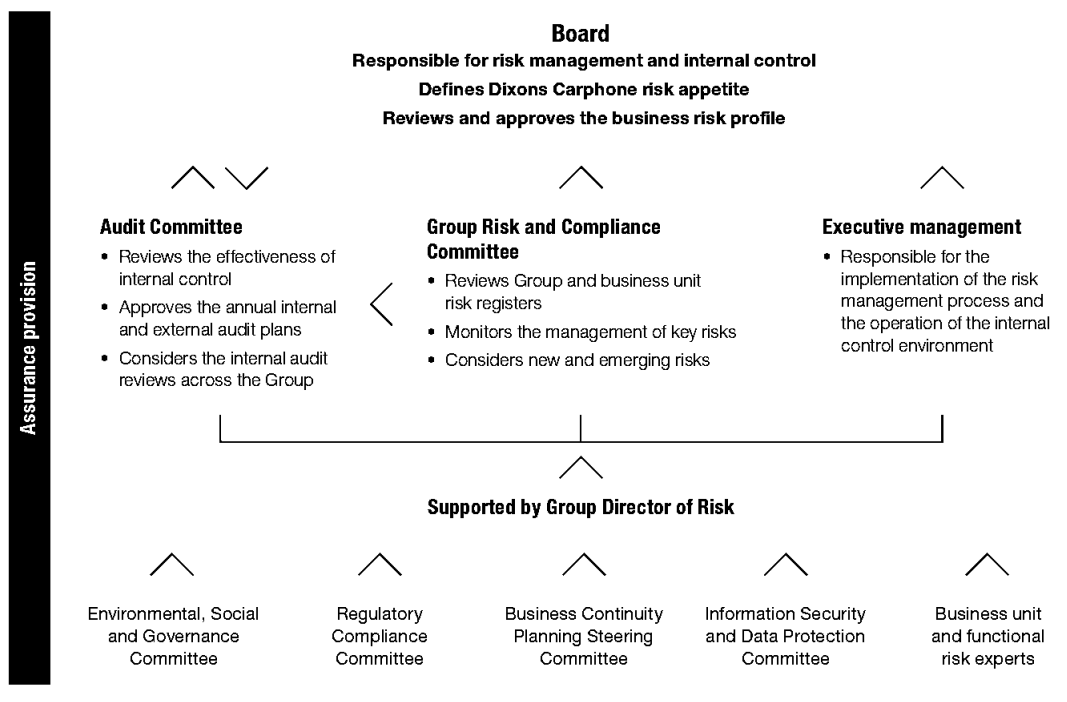 Board
Responsible for risk management and internal control
Defines Dixons Carphone risk appetite
Reviews and approves the business risk profile
Assurance provision
Audit Committee
• Reviews the effectiveness of
internal control
• Approves the annual internal
and external audit plans
• Considers the internal audit
reviews across the Group
Group Risk and Compliance
Committee
• Reviews Group and business unit
risk registers
• Monitors the management of key risks
• Considers new and emerging risks
Executive management
• Responsible for the
implementation of the risk
management process and
the operation of the internal
control environment
Supported by Group Director of Risk
Environmental, Social
and Governance
Committee
Regulatory
Compliance
Committee
Business Continuity
Planning Steering
Committee
Information Security
and Data Protection
Committee
Business unit
and functional
risk experts